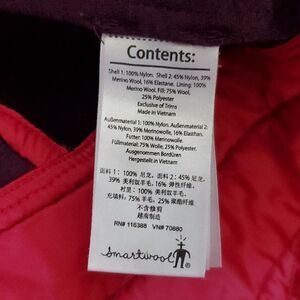 Contents:
Shell 1: 100% Nylon. Shell 2: 45% Nylon, 39%
Merino Wool, 16% Elastane. Lining: 100%
Merino Wool. Fill: 75% Wool,
25% Polyester
Exclusive of Trims
Made in Vietnam
Außenmaterial 1: 100% Nylon. Außenmaterial 2:
45% Nylon, 39% Merinowolle, 16% Elasthan.
Futter: 100% Merinowolle.
Füllmaterial: 75% Wolle, 25% Polyester
Ausgenommen Bordüren
Hergestellt in Vietnam
面料 1: 100% 尼龙. 面料 2: 45% 尼龙,
39% 美利奴羊毛, 16% 弹性纤维.
衬里: 100% 美利奴羊毛.
充填料: 75% 羊毛, 25% 聚酯纤维
不含修剪
越南制造
RN# 116388 VN# 70880
Smartwool